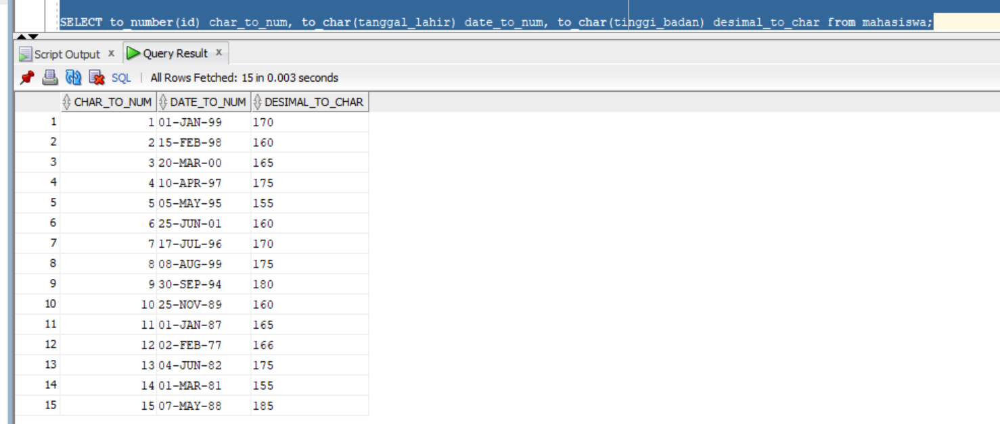 SELECT to_number(id) char_to_num, to_char(tanggal_lahir) date_to_num, to_char(tinggi_badan) desimal_to_char from mahasiswa;
Script Output x Query Result x
SQL | All Rows Fetched: 15 in 0.003 seconds
CHAR_TO_NUM DATE_TO_NUM DESIMAL_TO_CHAR
1 1 01-JAN-99 170
2 2 15-FEB-98 160
3 3 20-MAR-00 165
4 4 10-APR-97 175
5 5 05-MAY-95 155
6 6 25-JUN-01 160
7 7 17-JUL-96 170
8 8 08-AUG-99 175
9 9 30-SEP-94 180
10 10 25-NOV-89 160
11 11 01-JAN-87 165
12 12 02-FEB-77 166
13 13 04-JUN-82 175
14 14 01-MAR-81 155
15 15 07-MAY-88 185